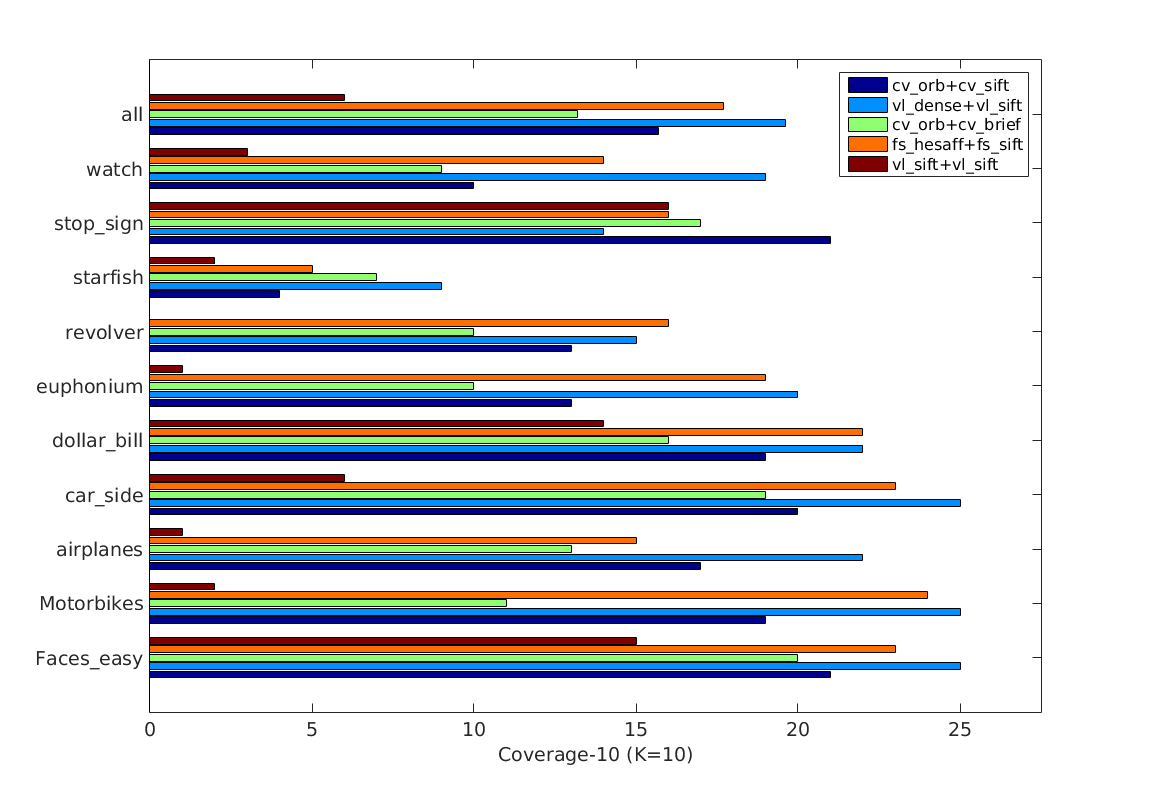 all
watch
stop_sign
starfish
revolver
euphonium
dollar_bill
car_side
airplanes
Motorbikes
Faces_easy
cv_orb+cv_sift
vl_dense+vl_sift
cv_orb+cv_brief
fs_hesaff+fs_sift
vl_sift+vl_sift
0 5 10 15 20 25
Coverage-10 (K=10)